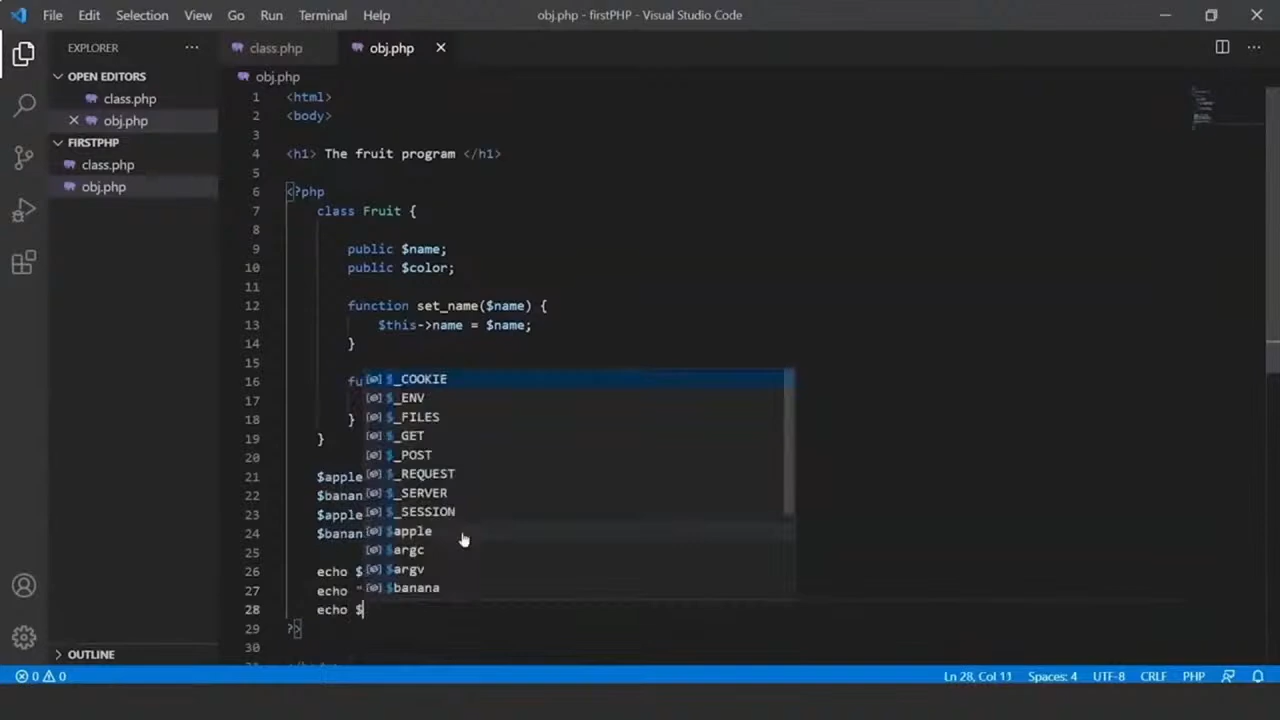 File Edit Selection View Go Run Terminal Help obj.php - firstPHP - Visual Studio Code
EXPLORER
OPEN EDITORS
class.php
obj.php
FIRSTPHP
class.php
obj.php
OUTLINE
class.php obj.php
obj.php
1 <html>
2 <body>
3
4 <h1> The fruit program </h1>
5
6 <?php
7 class Fruit {
8
9 public $name;
10 public $color;
11
12 function set_name($name) {
13 $this->name = $name;
14 }
15
16 fu
17
18 }
19 }
20
21 $apple
22 $banan
23 $apple
24 $banan
25
26 echo $
27 echo "
28 echo $
29 ?>
30
$_COOKIE
$_ENV
$_FILES
$_GET
$_POST
$_REQUEST
$_SERVER
$_SESSION
$apple
$argc
$argv
$banana
0 0 Ln 28, Col 11 Spaces: 4 UTF-8 CRLF PHP